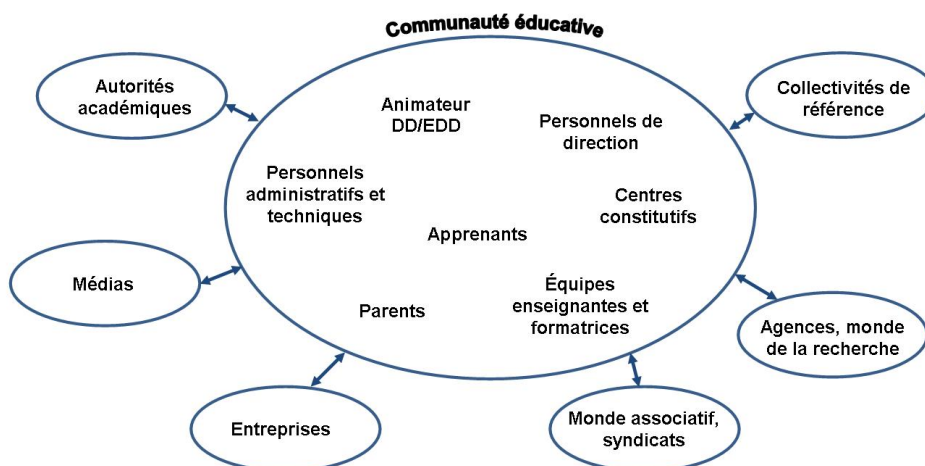 Communauté éducative
Autorités
académiques
Animateur
DD/EDD
Personnels de
direction
Collectivités de
référence
Personnels
administratifs et
techniques
Centres
constitutifs
Apprenants
Médias
Parents
Équipes
enseignantes et
formatrices
Agences, monde
de la recherche
Entreprises
Monde associatif,
syndicats